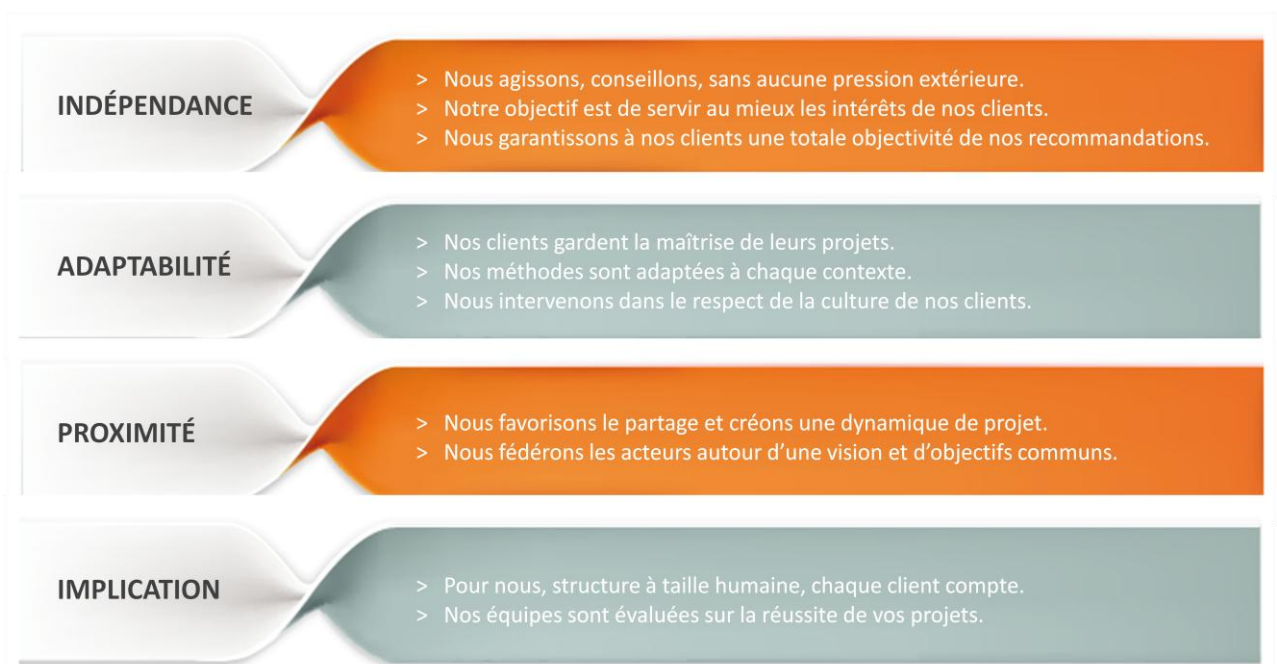 INDÉPENDANCE
> Nous agissons, conseillons, sans aucune pression extérieure.
> Notre objectif est de servir au mieux les intérêts de nos clients.
> Nous garantissons à nos clients une totale objectivité de nos recommandations.
ADAPTABILITÉ
> Nos clients gardent la maîtrise de leurs projets.
> Nos méthodes sont adaptées à chaque contexte.
> Nous intervenons dans le respect de la culture de nos clients.
PROXIMITÉ
> Nous favorisons le partage et créons une dynamique de projet.
> Nous fédérons les acteurs autour d’une vision et d’objectifs communs.
IMPLICATION
> Pour nous, structure à taille humaine, chaque client compte.
> Nos équipes sont évaluées sur la réussite de vos projets.